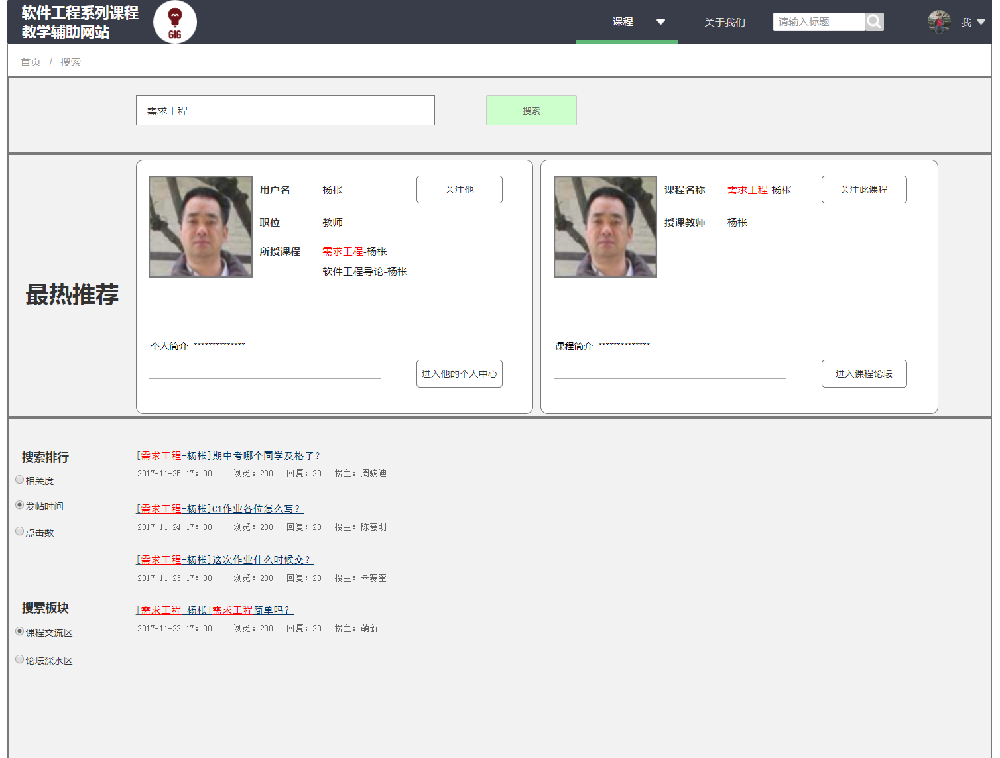 软件工程系列课程
教学辅助网站
G16
课程
关于我们
请输入标题
我
首页 / 搜索
需求工程
搜索
最热推荐
用户名 杨枨
关注他
职位 教师
所授课程 需求工程-杨枨
软件工程导论-杨枨
个人简介 **************
进入他的个人中心
课程名称 需求工程-杨枨
关注此课程
授课教师 杨枨
课程简介 **************
进入课程论坛
搜索排行
相关度
发帖时间
点击数
搜索板块
课程交流区
论坛深水区
[需求工程-杨枨]期中考哪个同学及格了？
2017-11-25 17：00 浏览：200 回复：20 楼主：周骏迪
[需求工程-杨枨]C1作业各位怎么写？
2017-11-24 17：00 浏览：200 回复：20 楼主：陈豪明
[需求工程-杨枨]这次作业什么时候交？
2017-11-23 17：00 浏览：200 回复：20 楼主：朱赛奎
[需求工程-杨枨]需求工程简单吗？
2017-11-22 17：00 浏览：200 回复：20 楼主：萌新